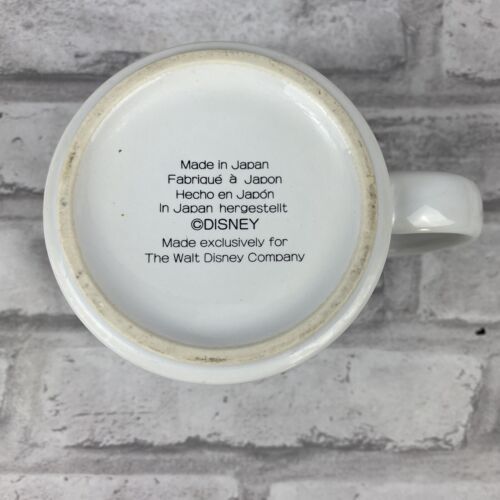 Made in Japan
Fabriqué à Japon
Hecho en Japón
In Japan hergestellt
©DISNEY
Made exclusively for
The Walt Disney Company